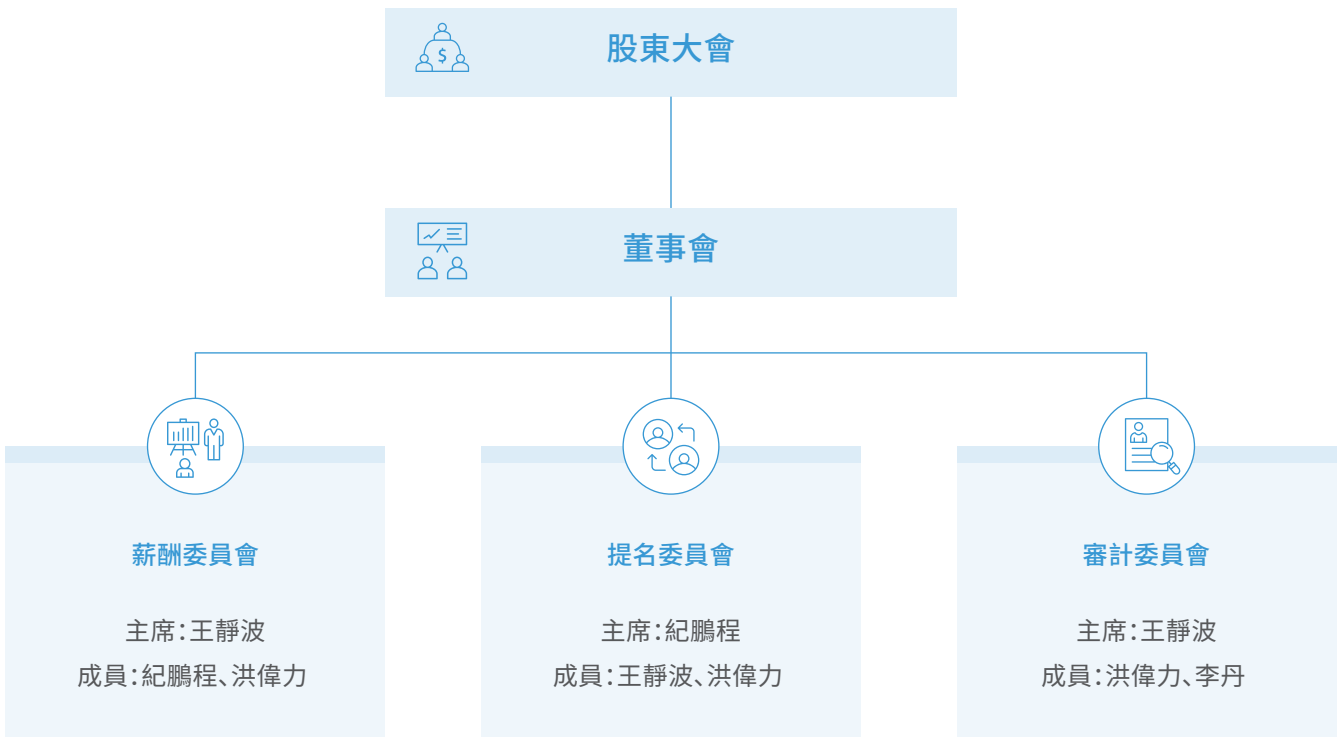 $
股東大會
董事會
薪酬委員會
主席：王靜波
成員：紀鵬程、洪偉力
提名委員會
主席：紀鵬程
成員：王靜波、洪偉力
審計委員會
主席：王靜波
成員：洪偉力、李丹